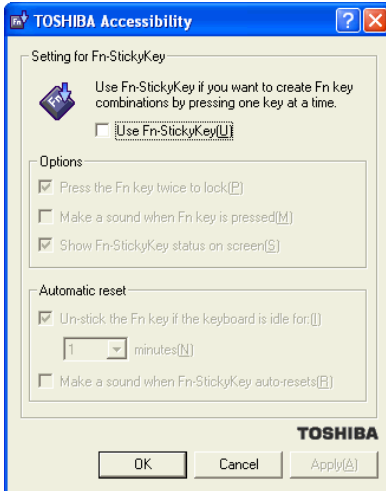 Fn TOSHIBA Accessibility
Setting for Fn-StickyKey
Fn
Use Fn-StickyKey if you want to create Fn key
combinations by pressing one key at a time.
Use Fn-StickyKey(U)
Options
Press the Fn key twice to lock(P)
Make a sound when Fn key is pressed(M)
Show Fn-StickyKey status on screen(S)
Automatic reset
Un-stick the Fn key if the keyboard is idle for:(I)
1 minutes(N)
Make a sound when Fn-StickyKey auto-resets(R)
TOSHIBA
OK Cancel Apply(A)